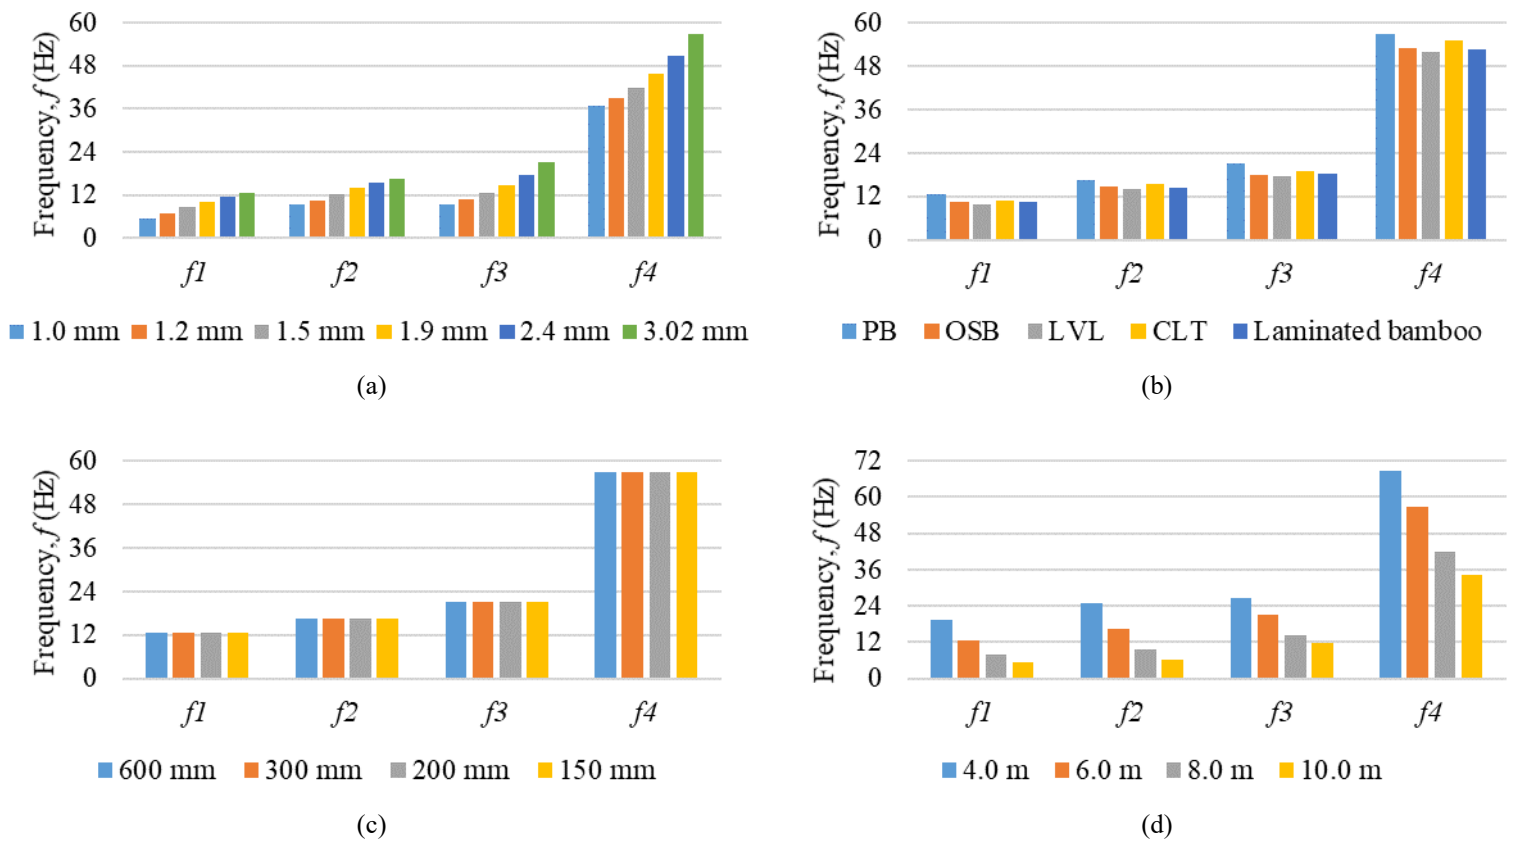 Frequency, f (Hz)
60
48
36
24
12
0
f1 f2 f3 f4
1.0 mm 1.2 mm 1.5 mm 1.9 mm 2.4 mm 3.02 mm
(a)
Frequency, f (Hz)
60
48
36
24
12
0
f1 f2 f3 f4
PB OSB LVL CLT Laminated bamboo
(b)
Frequency, f (Hz)
60
48
36
24
12
0
f1 f2 f3 f4
600 mm 300 mm 200 mm 150 mm
(c)
Frequency, f (Hz)
72
60
48
36
24
12
0
f1 f2 f3 f4
4.0 m 6.0 m 8.0 m 10.0 m
(d)